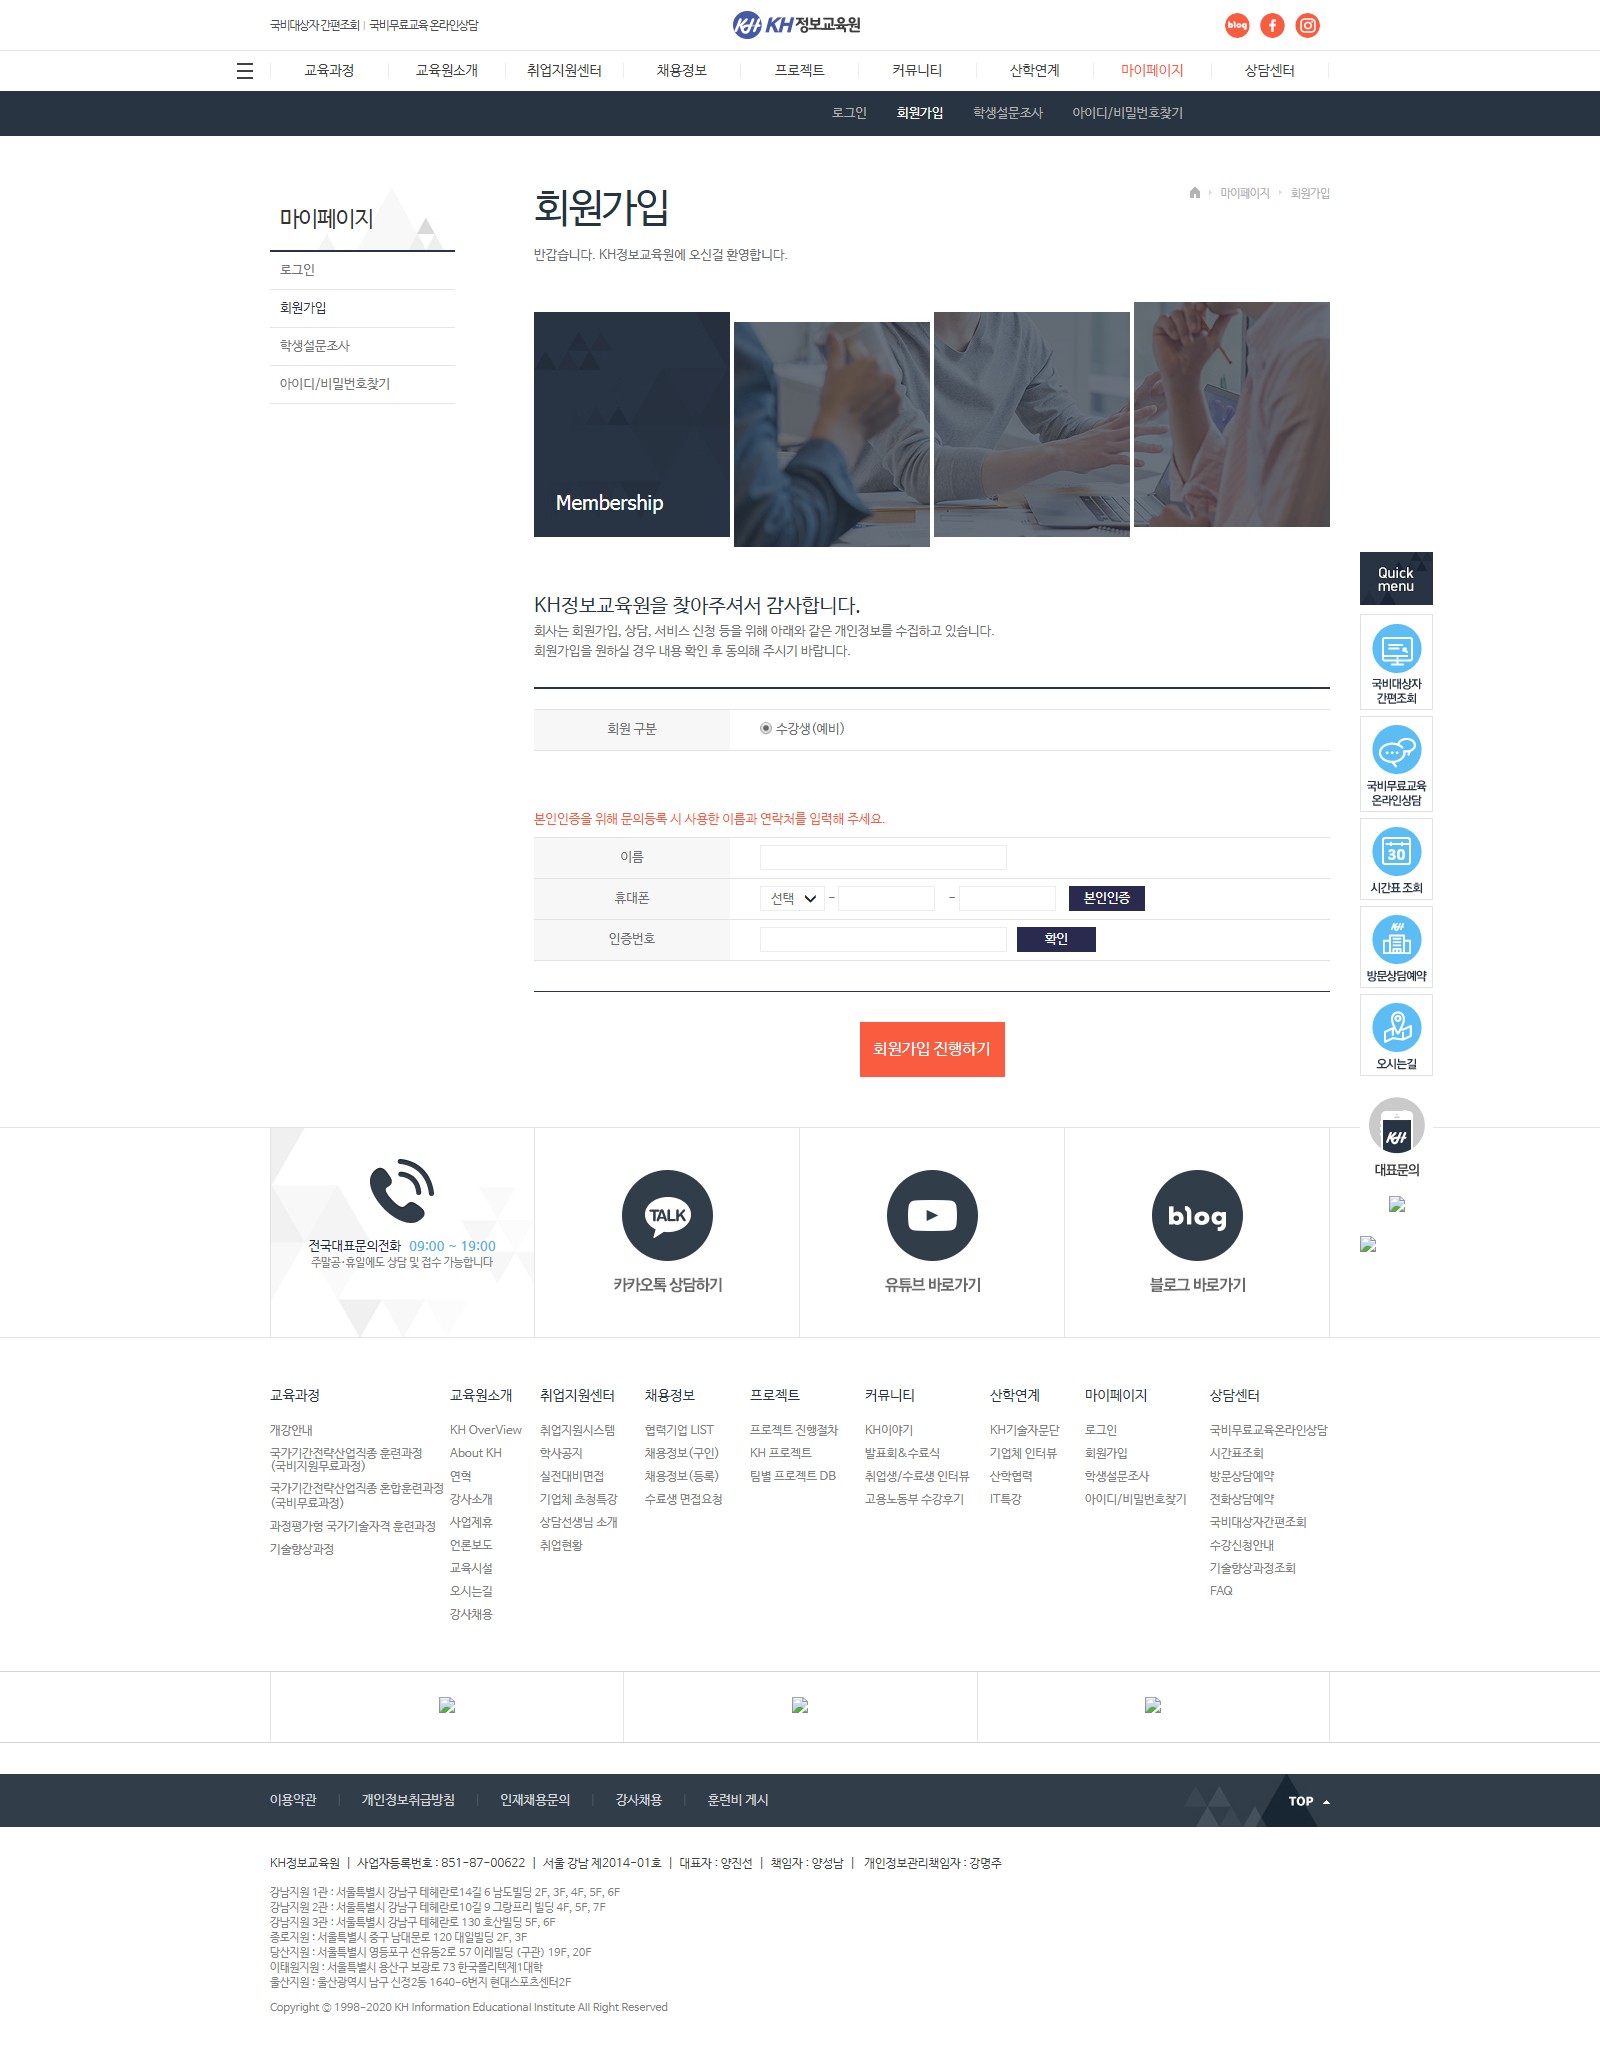 국비대상자 간편조회 | 국비무료교육 온라인상담
KH 정보교육원
blog
교육과정 교육원소개 취업지원센터 채용정보 프로젝트 커뮤니티 산학연계 마이페이지 상담센터
로그인 회원가입 학생설문조사 아이디/비밀번호찾기
마이페이지
로그인
회원가입
학생설문조사
아이디/비밀번호찾기
회원가입
마이페이지 회원가입
반갑습니다. KH정보교육원에 오신걸 환영합니다.
Membership
KH정보교육원을 찾아주셔서 감사합니다.
회사는 회원가입, 상담, 서비스 신청 등을 위해 아래와 같은 개인정보를 수집하고 있습니다.
회원가입을 원하실 경우 내용 확인 후 동의해 주시기 바랍니다.
회원 구분 수강생(예비)
본인인증을 위해 문의등록 시 사용한 이름과 연락처를 입력해 주세요.
이름
휴대폰 선택 - - 본인인증
인증번호 확인
회원가입 진행하기
Quick
menu
국비대상자
간편조회
국비무료교육
온라인상담
30
시간표 조회
KH
방문상담예약
오시는길
KH
대표문의
전국대표문의전화 09:00 ~ 19:00
주말공·휴일에도 상담 및 접수 가능합니다
TALK
카카오톡 상담하기
유튜브 바로가기
blog
블로그 바로가기
교육과정
개강안내
국가기간전략산업직종 훈련과정
(국비지원무료과정)
국가기간전략산업직종 혼합훈련과정
(국비무료과정)
과정평가형 국가기술자격 훈련과정
기술향상과정
교육원소개
KH OverView
About KH
연혁
강사소개
사업제휴
언론보도
교육시설
오시는길
강사채용
취업지원센터
취업지원시스템
학사공지
실전대비면접
기업체 초청특강
상담선생님 소개
취업현황
채용정보
협력기업 LIST
채용정보(구인)
채용정보(등록)
수료생 면접요청
프로젝트
프로젝트 진행절차
KH 프로젝트
팀별 프로젝트 DB
커뮤니티
KH이야기
발표회&수료식
취업생/수료생 인터뷰
고용노동부 수강후기
산학연계
KH기술자문단
기업체 인터뷰
산학협력
IT특강
마이페이지
로그인
회원가입
학생설문조사
아이디/비밀번호찾기
상담센터
국비무료교육온라인상담
시간표조회
방문상담예약
전화상담예약
국비대상자간편조회
수강신청안내
기술향상과정조회
FAQ
이용약관 | 개인정보취급방침 | 인재채용문의 | 강사채용 | 훈련비 게시
TOP
KH정보교육원 | 사업자등록번호 : 851-87-00622 | 서울 강남 제2014-01호 | 대표자 : 양진선 | 책임자 : 양성남 | 개인정보관리책임자 : 강명주
강남지원 1관 : 서울특별시 강남구 테헤란로14길 6 남도빌딩 2F, 3F, 4F, 5F, 6F
강남지원 2관 : 서울특별시 강남구 테헤란로10길 9 그랑프리 빌딩 4F, 5F, 7F
강남지원 3관 : 서울특별시 강남구 테헤란로 130 호산빌딩 5F, 6F
종로지원 : 서울특별시 중구 남대문로 120 대일빌딩 2F, 3F
당산지원 : 서울특별시 영등포구 선유동2로 57 이레빌딩 (구관) 19F, 20F
이태원지원 : 서울특별시 용산구 보광로 73 한국폴리텍제1대학
울산지원 : 울산광역시 남구 신정2동 1640-6번지 현대스포츠센터2F
Copyright © 1998-2020 KH Information Educational Institute All Right Reserved